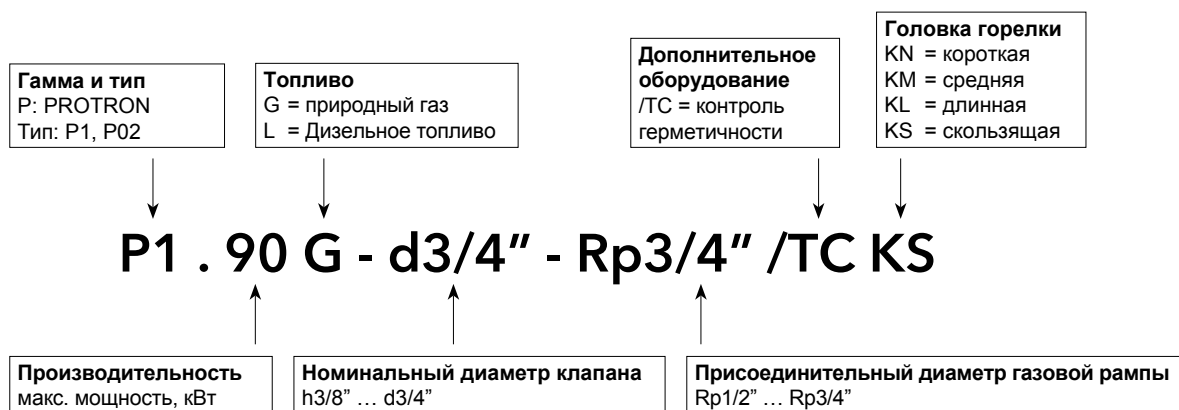 Гамма и тип
P: PROTRON
Тип: P1, P02
Топливо
G = природный газ
L = Дизельное топливо
Дополнительное
оборудование
/TC = контроль
герметичности
Головка горелки
KN = короткая
KM = средняя
KL = длинная
KS = скользящая
P1 . 90 G - d3/4” - Rp3/4” /TC KS
Производительность
макс. мощность, кВт
Номинальный диаметр клапана
h3/8” … d3/4”
Присоединительный диаметр газовой рампы
Rp1/2” … Rp3/4”